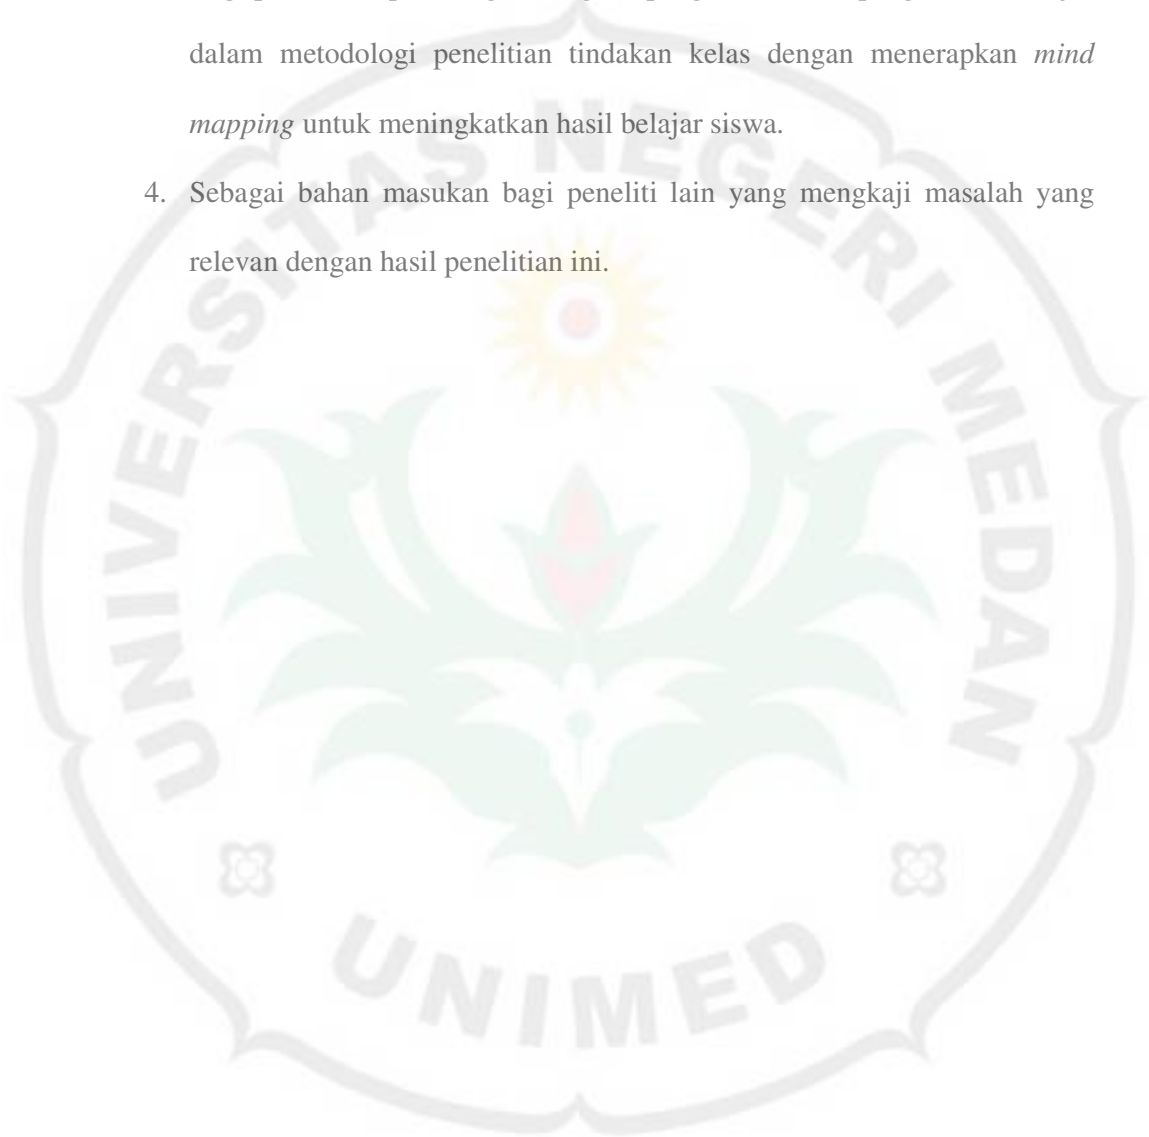 dalam metodologi penelitian tindakan kelas dengan menerapkan mind
mapping untuk meningkatkan hasil belajar siswa.
4. Sebagai bahan masukan bagi peneliti lain yang mengkaji masalah yang
relevan dengan hasil penelitian ini.
UNIVERSITAS NEGERI MEDAN
UNIMED